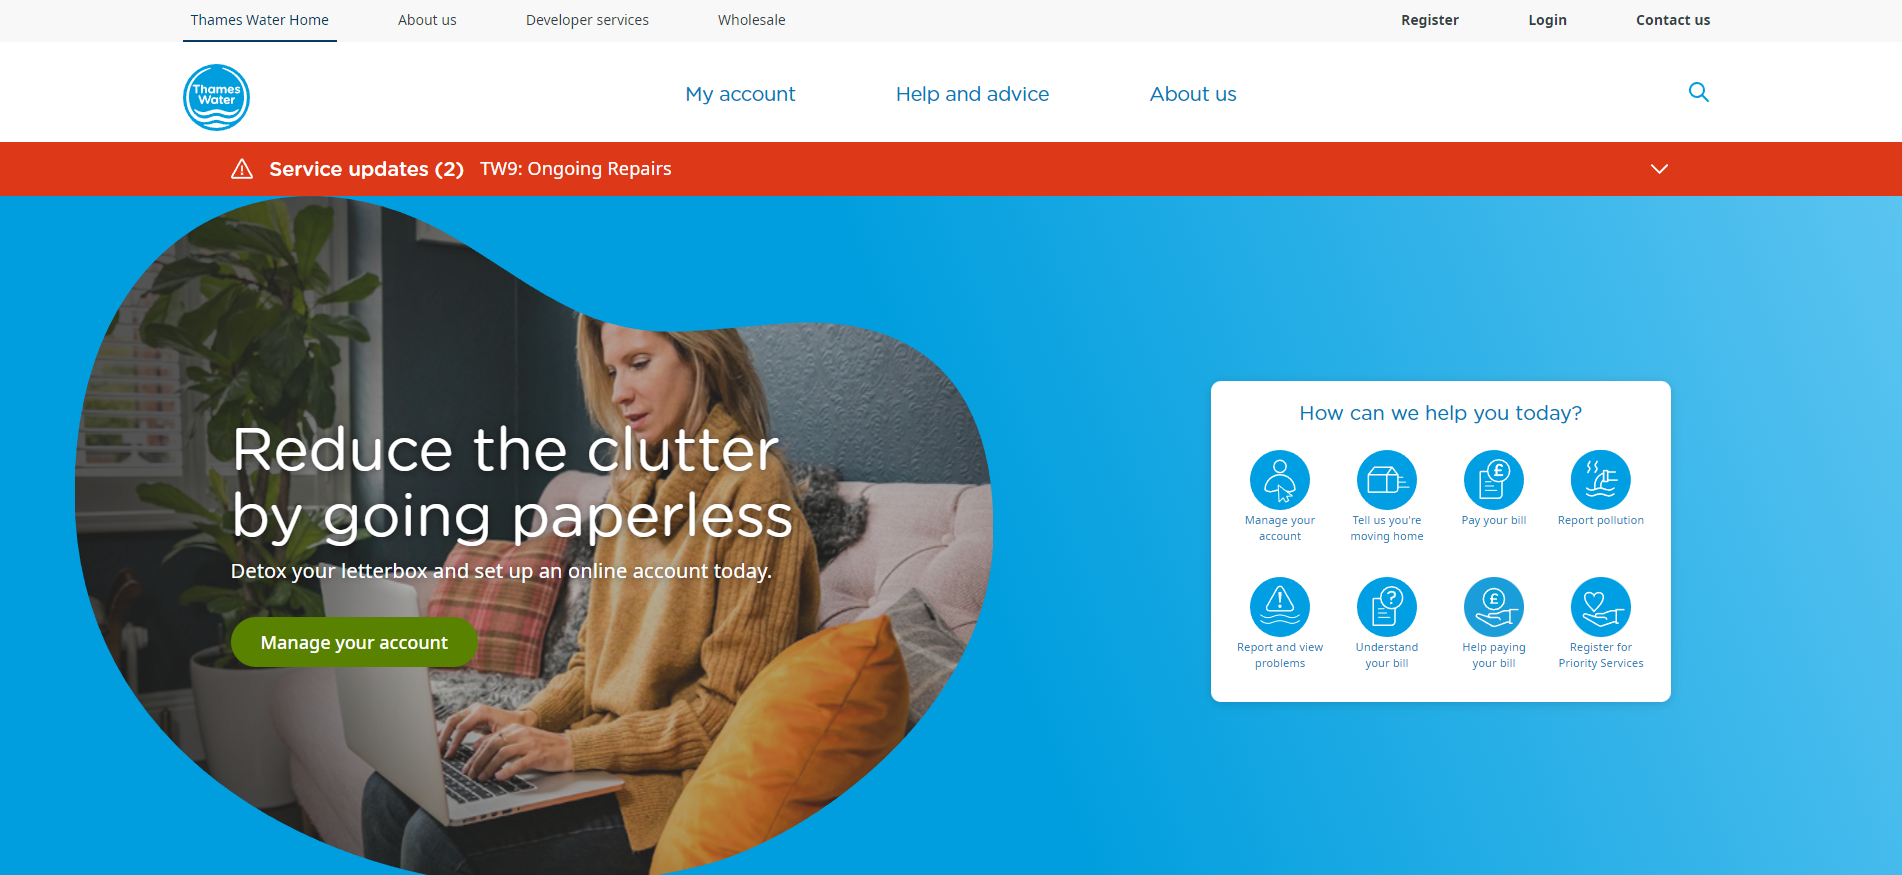 Thames Water Home
About us
Developer services
Wholesale
Register
Login
Contact us
Thames
Water
My account
Help and advice
About us
Service updates (2) TW9: Ongoing Repairs
Reduce the clutter
by going paperless
Detox your letterbox and set up an online account today.
Manage your account
How can we help you today?
Manage your
account
Tell us you're
moving home
Pay your bill
Report pollution
Report and view
problems
Understand
your bill
Help paying
your bill
Register for
Priority Services